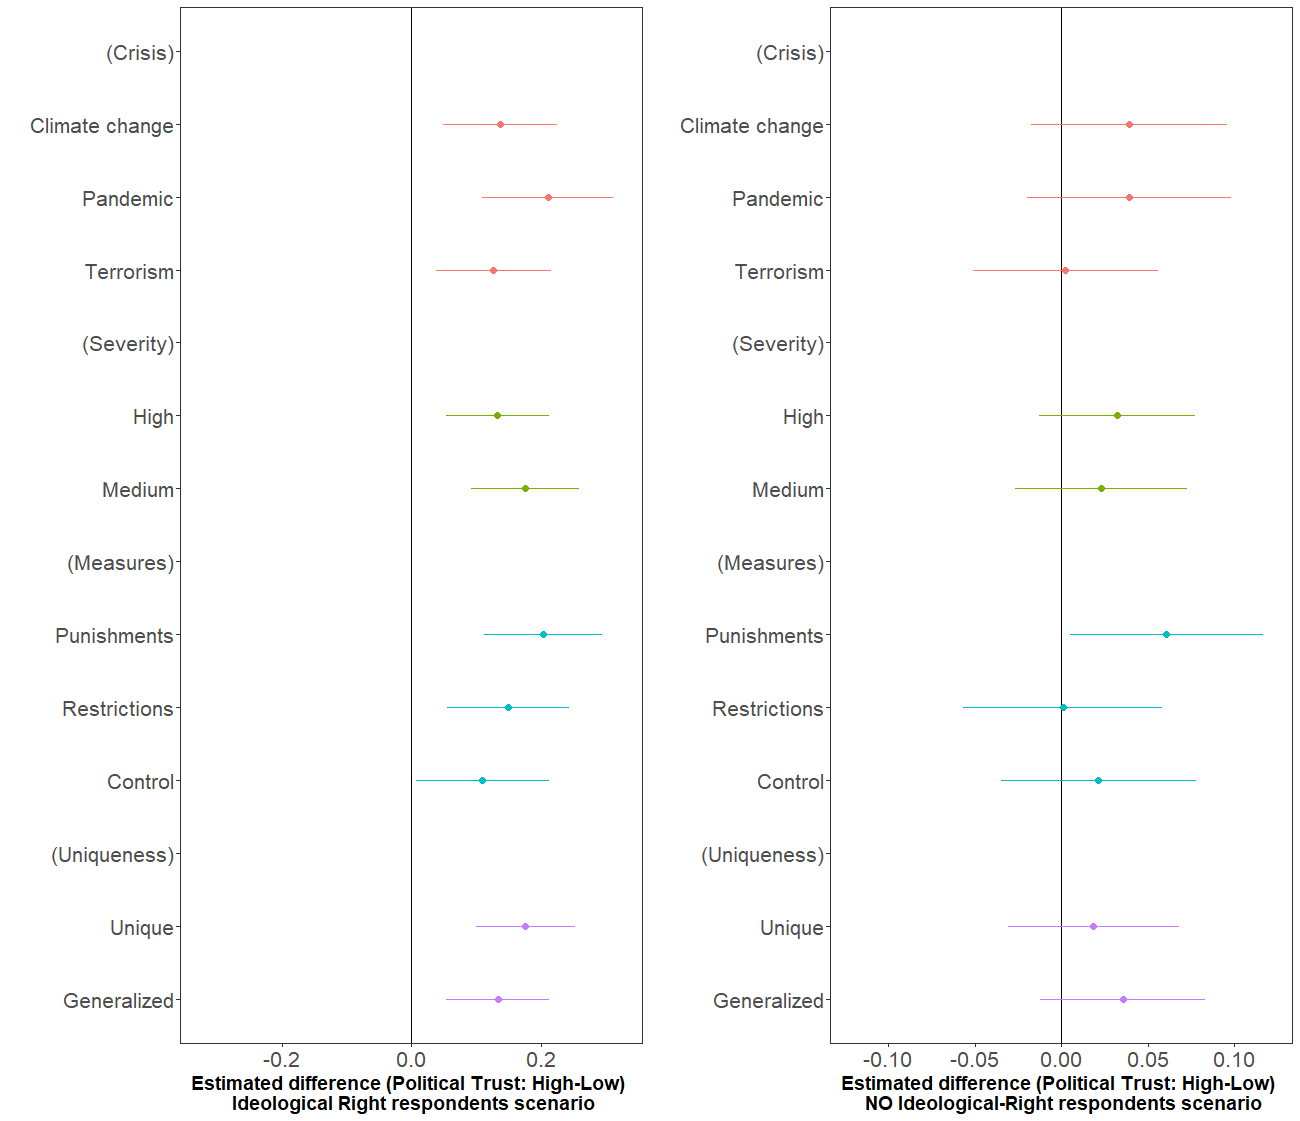 (Crisis)
Climate change
Pandemic
Terrorism
(Severity)
High
Medium
(Measures)
Punishments
Restrictions
Control
(Uniqueness)
Unique
Generalized
-0.2 0.0 0.2
Estimated difference (Political Trust: High-Low)
Ideological Right respondents scenario
(Crisis)
Climate change
Pandemic
Terrorism
(Severity)
High
Medium
(Measures)
Punishments
Restrictions
Control
(Uniqueness)
Unique
Generalized
-0.10 -0.05 0.00 0.05 0.10
Estimated difference (Political Trust: High-Low)
NO Ideological-Right respondents scenario